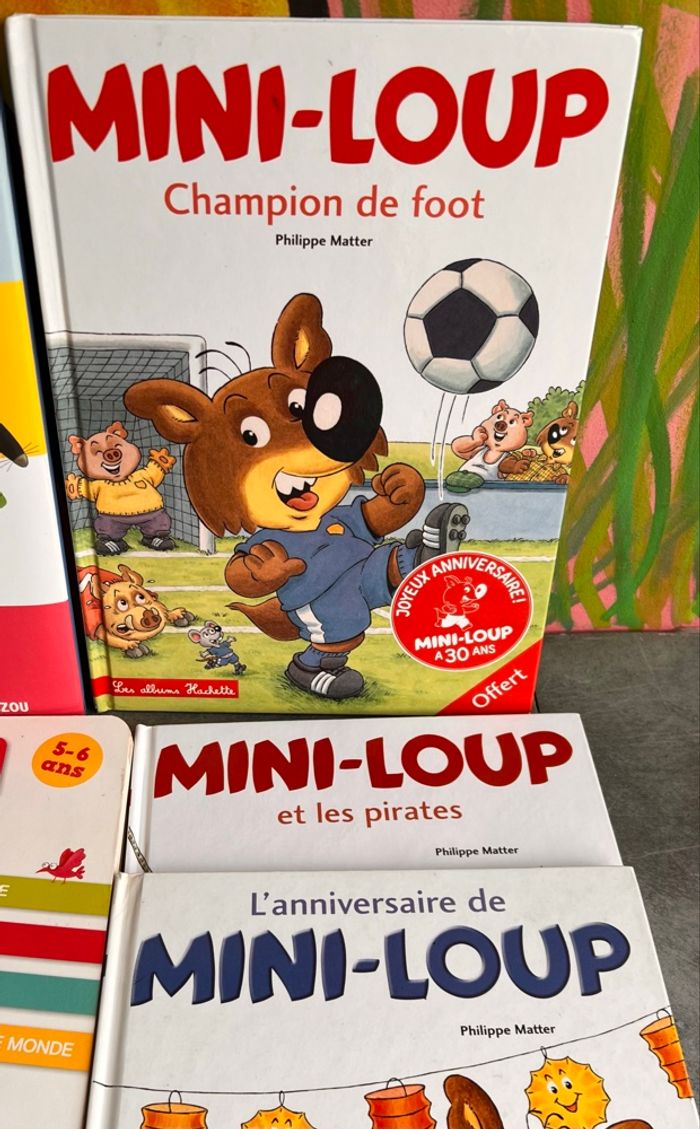 MINI-LOUP
Champion de foot
Philippe Matter
JOYEUX ANNIVERSAIRE!
MINI-LOUP
A 30 ANS
Offert
Les albums Hachette
ZOU
5-6
ans
E
E MONDE
MINI-LOUP
et les pirates
Philippe Matter
L'anniversaire de
MINI-LOUP
Philippe Matter